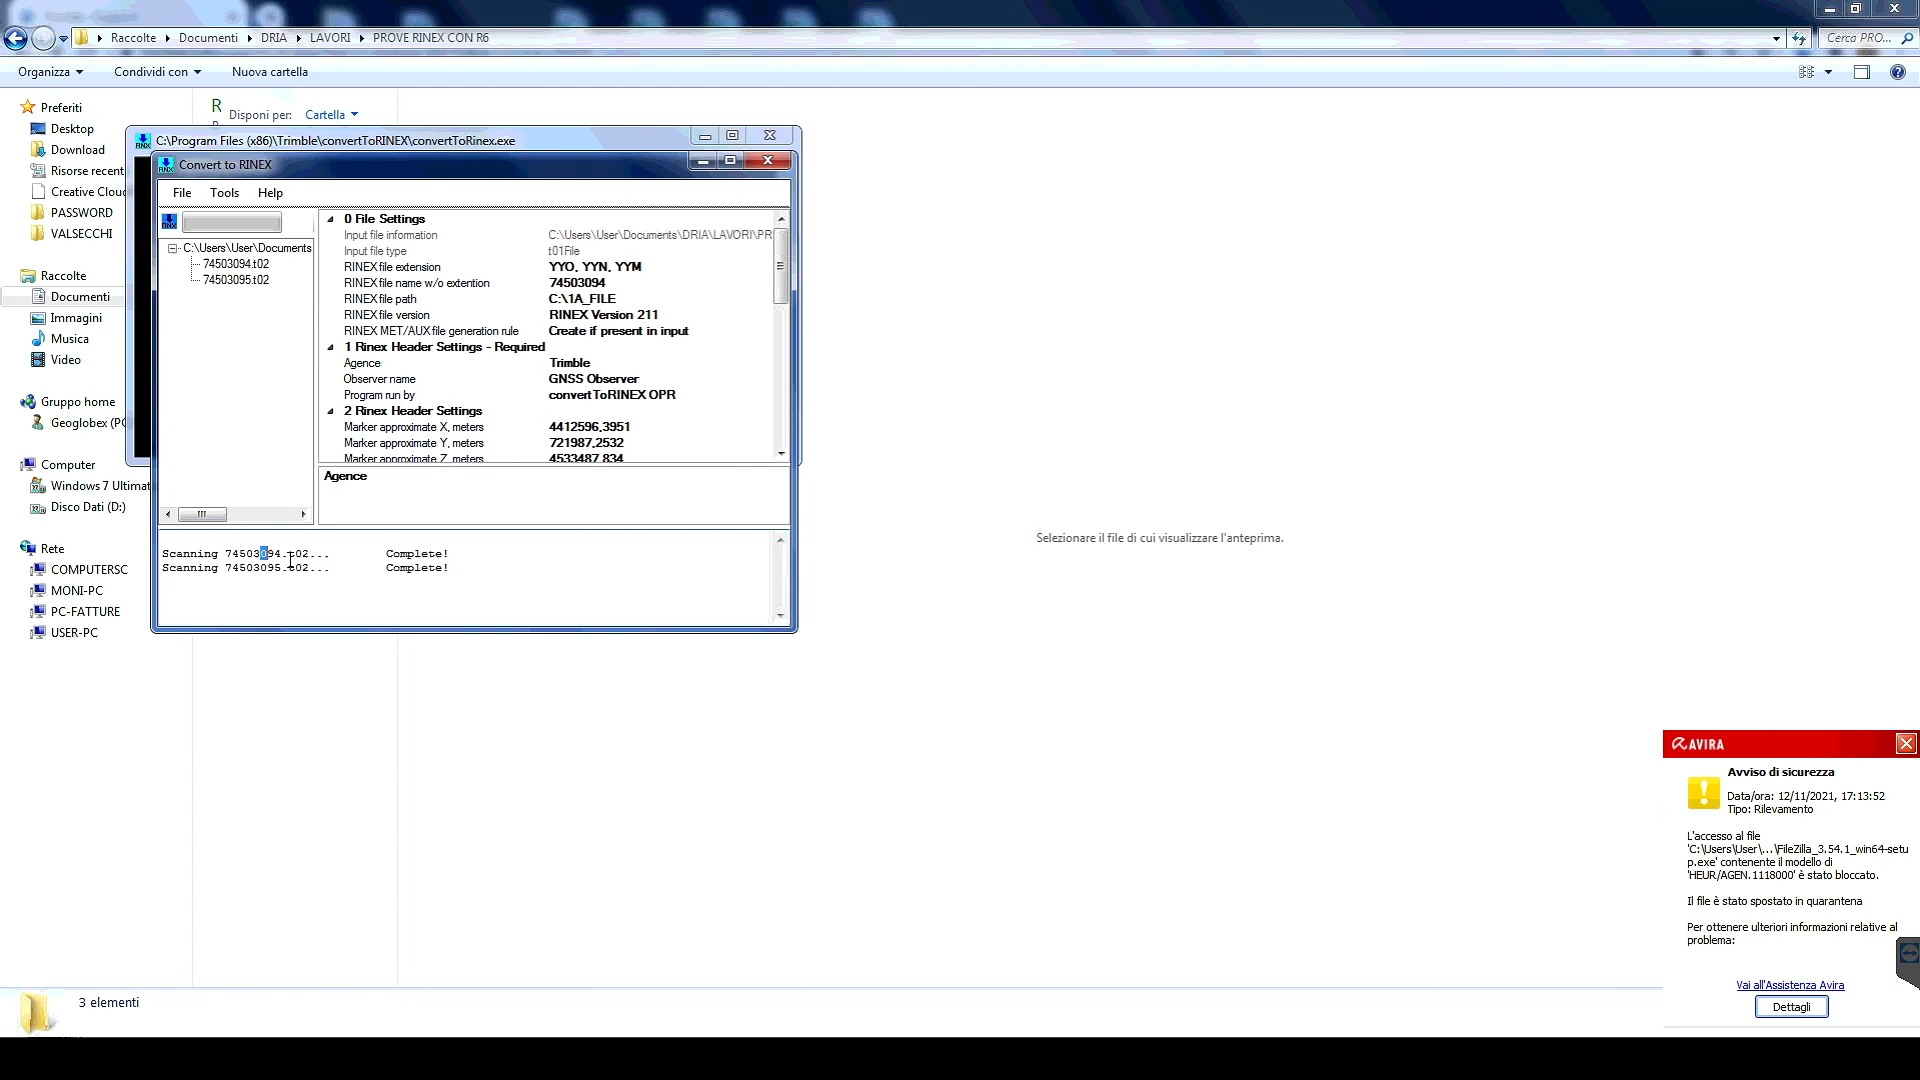 Raccolte
Documenti
DRIA
LAVORI
PROVE RINEX CON R6
Cerca PRO...
Organizza
Condividi con
Nuova cartella
Preferiti
Desktop
Download
Risorse recent
Creative Cloud
PASSWORD
VALSECCHI
Raccolte
Documenti
Immagini
Musica
Video
Gruppo home
Geoglobex (PC
Computer
Windows 7 Ultimat
Disco Dati (D:)
Rete
COMPUTERSC
MONI-PC
PC-FATTURE
USER-PC
R
Disponi per: Cartella
C:\Program Files (x86)\Trimble\convertToRINEX\convertToRinex.exe
Convert to RINEX
File Tools Help
C:\Users\User\Documents
74503094.t02
74503095.t02
0 File Settings
Input file information C:\Users\User\Documents\DRIA\LAVORI\PR
Input file type t01File
RINEX file extension YYO, YYN, YYM
RINEX file name w/o extention 74503094
RINEX file path C:\1A_FILE
RINEX file version RINEX Version 211
RINEX MET/AUX file generation rule Create if present in input
1 Rinex Header Settings - Required
Agence Trimble
Observer name GNSS Observer
Program run by convertToRINEX OPR
2 Rinex Header Settings
Marker approximate X, meters 4412596,3951
Marker approximate Y, meters 721987,2532
Marker approximate Z, meters 4533487,834
Agence
Scanning 74503094.t02... Complete!
Scanning 74503095.t02... Complete!
Selezionare il file di cui visualizzare l'anteprima.
AVIRA
Avviso di sicurezza
Data/ora: 12/11/2021, 17:13:52
Tipo: Rilevamento
L'accesso al file
'C:\Users\User\...\FileZilla_3.54.1_win64-setu
p.exe' contenente il modello di
'HEUR/AGEN.1118000' è stato bloccato.
Il file è stato spostato in quarantena
Per ottenere ulteriori informazioni relative al
problema:
Vai all'Assistenza Avira
Dettagli
3 elementi